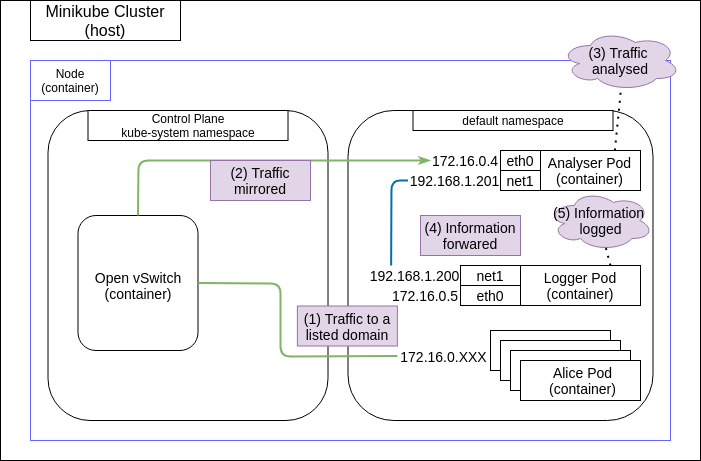 Minikube Cluster
(host)
Node
(container)
Control Plane
kube-system namespace
default namespace
(3) Traffic
analysed
(2) Traffic
mirrored
172.16.0.4
eth0
192.168.1.201
net1
Analyser Pod
(container)
(5) Information
logged
(4) Information
forwared
Open vSwitch
(container)
192.168.1.200
net1
172.16.0.5
eth0
Logger Pod
(container)
(1) Traffic to a
listed domain
172.16.0.XXX
Alice Pod
(container)